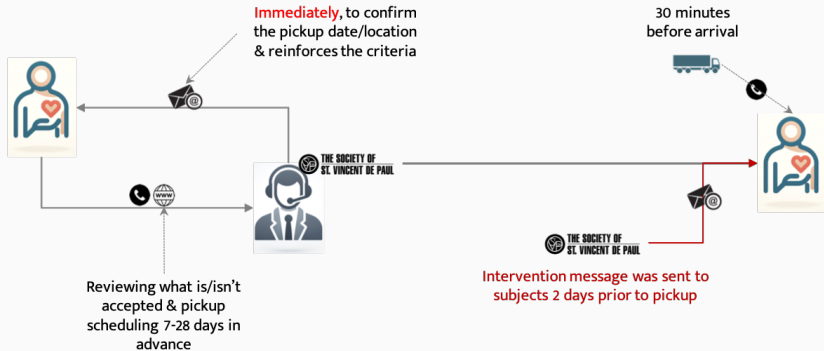 Immediately, to confirm
the pickup date/location
& reinforces the criteria
30 minutes
before arrival
@
THE SOCIETY OF
ST. VINCENT DE PAUL
WWW
@
THE SOCIETY OF
ST. VINCENT DE PAUL
Reviewing what is/isn't
accepted & pickup
scheduling 7-28 days in
advance
Intervention message was sent to
subjects 2 days prior to pickup